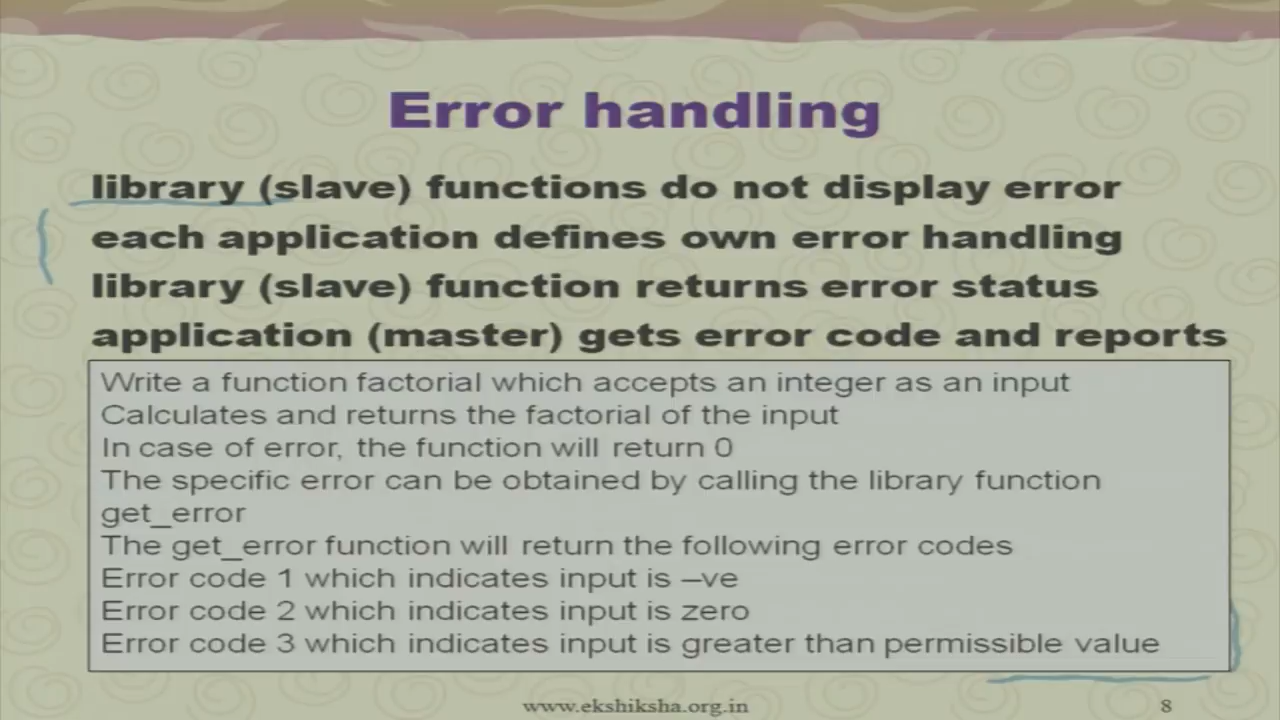 Error handling
library (slave) functions do not display error
each application defines own error handling
library (slave) function returns error status
application (master) gets error code and reports
Write a function factorial which accepts an integer as an input
Calculates and returns the factorial of the input
In case of error, the function will return 0
The specific error can be obtained by calling the library function
get_error
The get_error function will return the following error codes
Error code 1 which indicates input is –ve
Error code 2 which indicates input is zero
Error code 3 which indicates input is greater than permissible value
www.ekshiksha.org.in
8